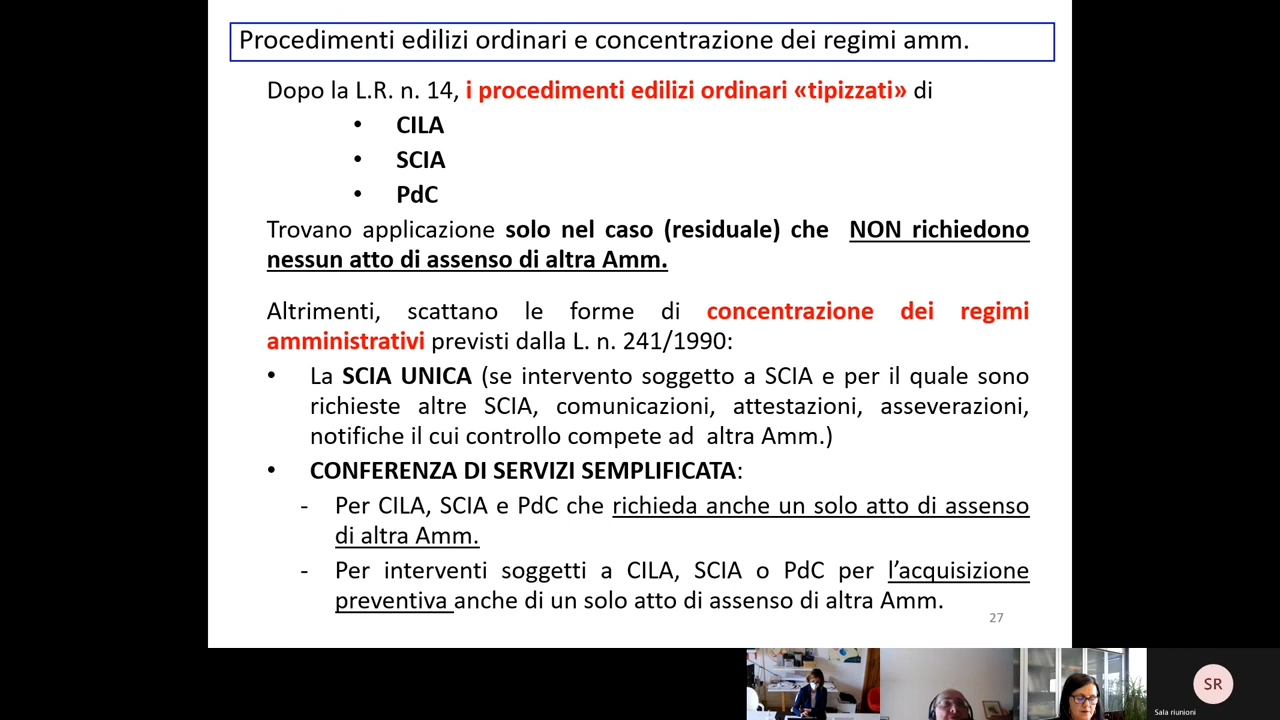 Procedimenti edilizi ordinari e concentrazione dei regimi amm.
Dopo la L.R. n. 14, i procedimenti edilizi ordinari «tipizzati» di
• CILA
• SCIA
• PdC
Trovano applicazione solo nel caso (residuale) che NON richiedono
nessun atto di assenso di altra Amm.
Altrimenti, scattano le forme di concentrazione dei regimi
amministrativi previsti dalla L. n. 241/1990:
• La SCIA UNICA (se intervento soggetto a SCIA e per il quale sono
richieste altre SCIA, comunicazioni, attestazioni, asseverazioni,
notifiche il cui controllo compete ad altra Amm.)
• CONFERENZA DI SERVIZI SEMPLIFICATA:
- Per CILA, SCIA e PdC che richieda anche un solo atto di assenso
di altra Amm.
- Per interventi soggetti a CILA, SCIA o PdC per l’acquisizione
preventiva anche di un solo atto di assenso di altra Amm.
27
SR
Sala riunioni